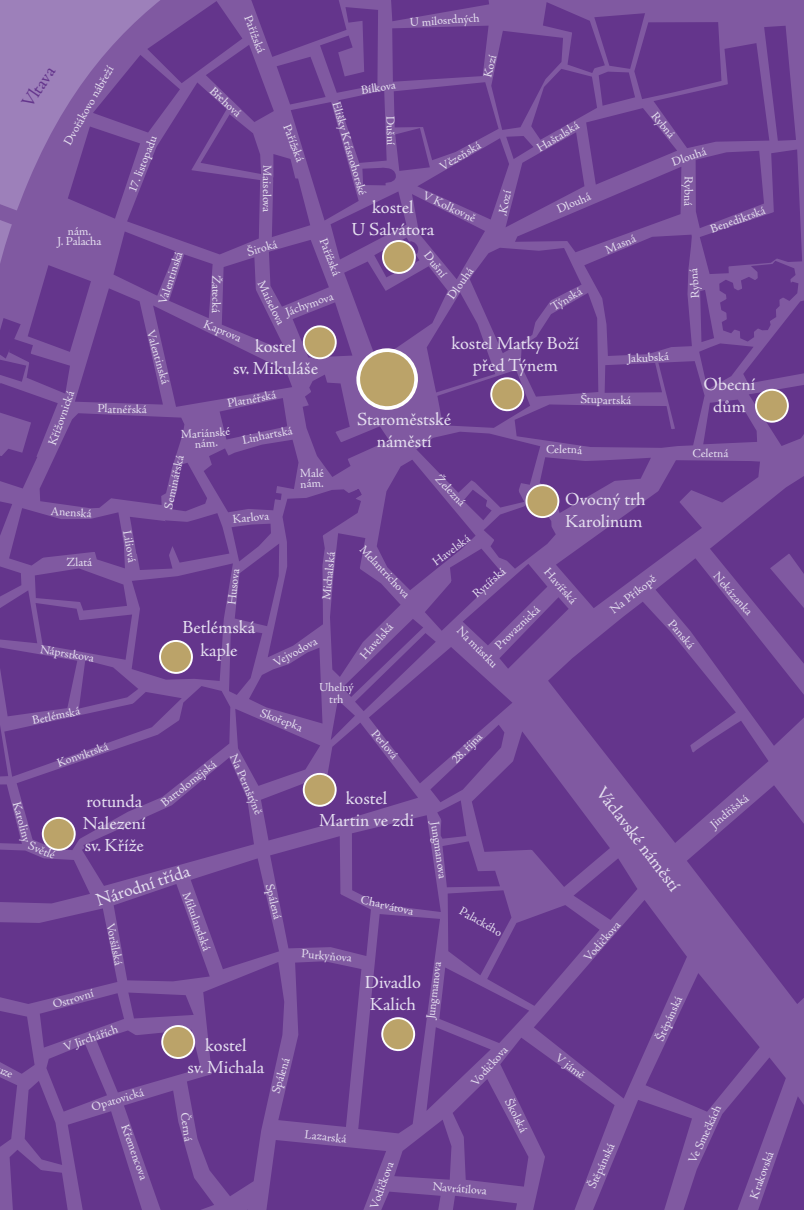 U milosrdných
Pařížská
Kozí
Vltava
Dvořákovo nábřeží
Břehová
Bílkova
Elišky Krásnohorské
Dušní
Pařížská
Vězeňská
Haštalská
Rybná
Dlouhá
17. listopadu
Maiselova
V Kolkovně
Kozí
Dlouhá
Rybná
Benediktská
kostel
U Salvátora
nám.
J. Palacha
Široká
Pařížská
Dušní
Dlouhá
Masná
Valentinská
Žatecká
Maiselova
Jáchymova
Týnská
Rybná
Kaprova
kostel
sv. Mikuláše
kostel Matky Boží
před Týnem
Jakubská
Valentinská
Obecní
dům
Křižovnická
Platnéřská
Platnéřská
Štupartská
Staroměstské
náměstí
Mariánské
nám.
Linhartská
Celetná
Celetná
Seminářská
Malé
nám.
Železná
Ovocný trh
Karolinum
Anenská
Karlova
Liliová
Zlatá
Husova
Michalská
Melantrichova
Havelská
Rytířská
Havířská
Na Příkopě
Nekázanka
Betlémská
kaple
Provaznická
Panská
Náprstkova
Vejvodova
Havelská
Na můstku
Uhelný
trh
Betlémská
Skořepka
Konviktská
Perlová
28. října
Bartolomějská
Na Perštýně
kostel
Martin ve zdi
rotunda
Nalezení
sv. Kříže
Karoliny
Světlé
Václavské náměstí
Jindřišská
Jungmanova
Národní třída
Mikulandská
Spálená
Charvátova
Palackého
Voršilská
Vodičkova
Purkyňova
Divadlo
Kalich
Jungmanova
Ostrovní
V Jirchářích
kostel
sv. Michala
Štěpánská
Vodičkova
V jámě
Spálená
Opatovická
Černá
Křemencova
Školská
Lazarská
Ve Smečkách
Štěpánská
Vodičkova
Navrátilova
Krakovská